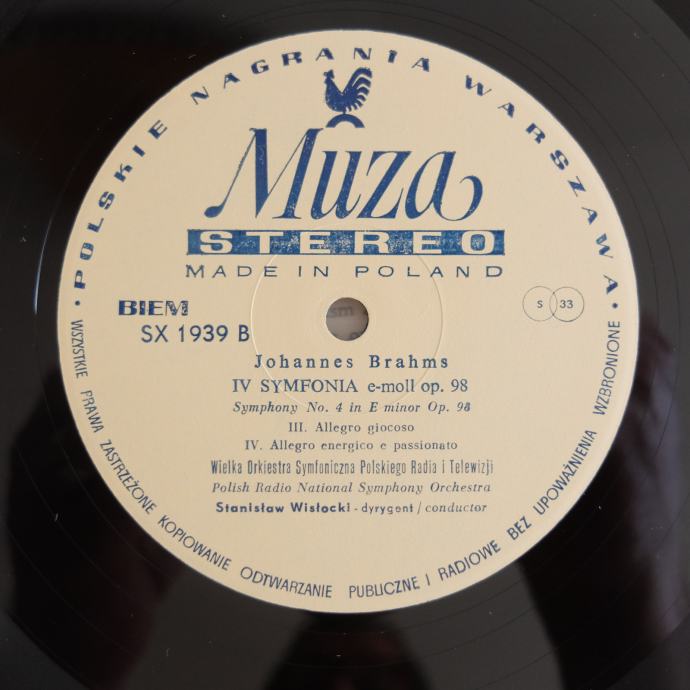 · POLSKIE NAGRANIA WARSZAWA ·
Muza
STEREO
MADE IN POLAND
BIEM
S 33
SX 1939 B
Johannes Brahms
IV SYMFONIA e-moll op. 98
Symphony No. 4 in E minor Op. 98
III. Allegro giocoso
IV. Allegro energico e passionato
Wielka Orkiestra Symfoniczna Polskiego Radia i Telewizji
Polish Radio National Symphony Orchestra
Stanisław Wisłocki - dyrygent / conductor
WSZYSTKIE PRAWA ZASTRZEŻONE KOPIOWANIE ODTWARZANIE PUBLICZNE I RADIOWE BEZ UPOWAŻNIENIA WZBRONIONE